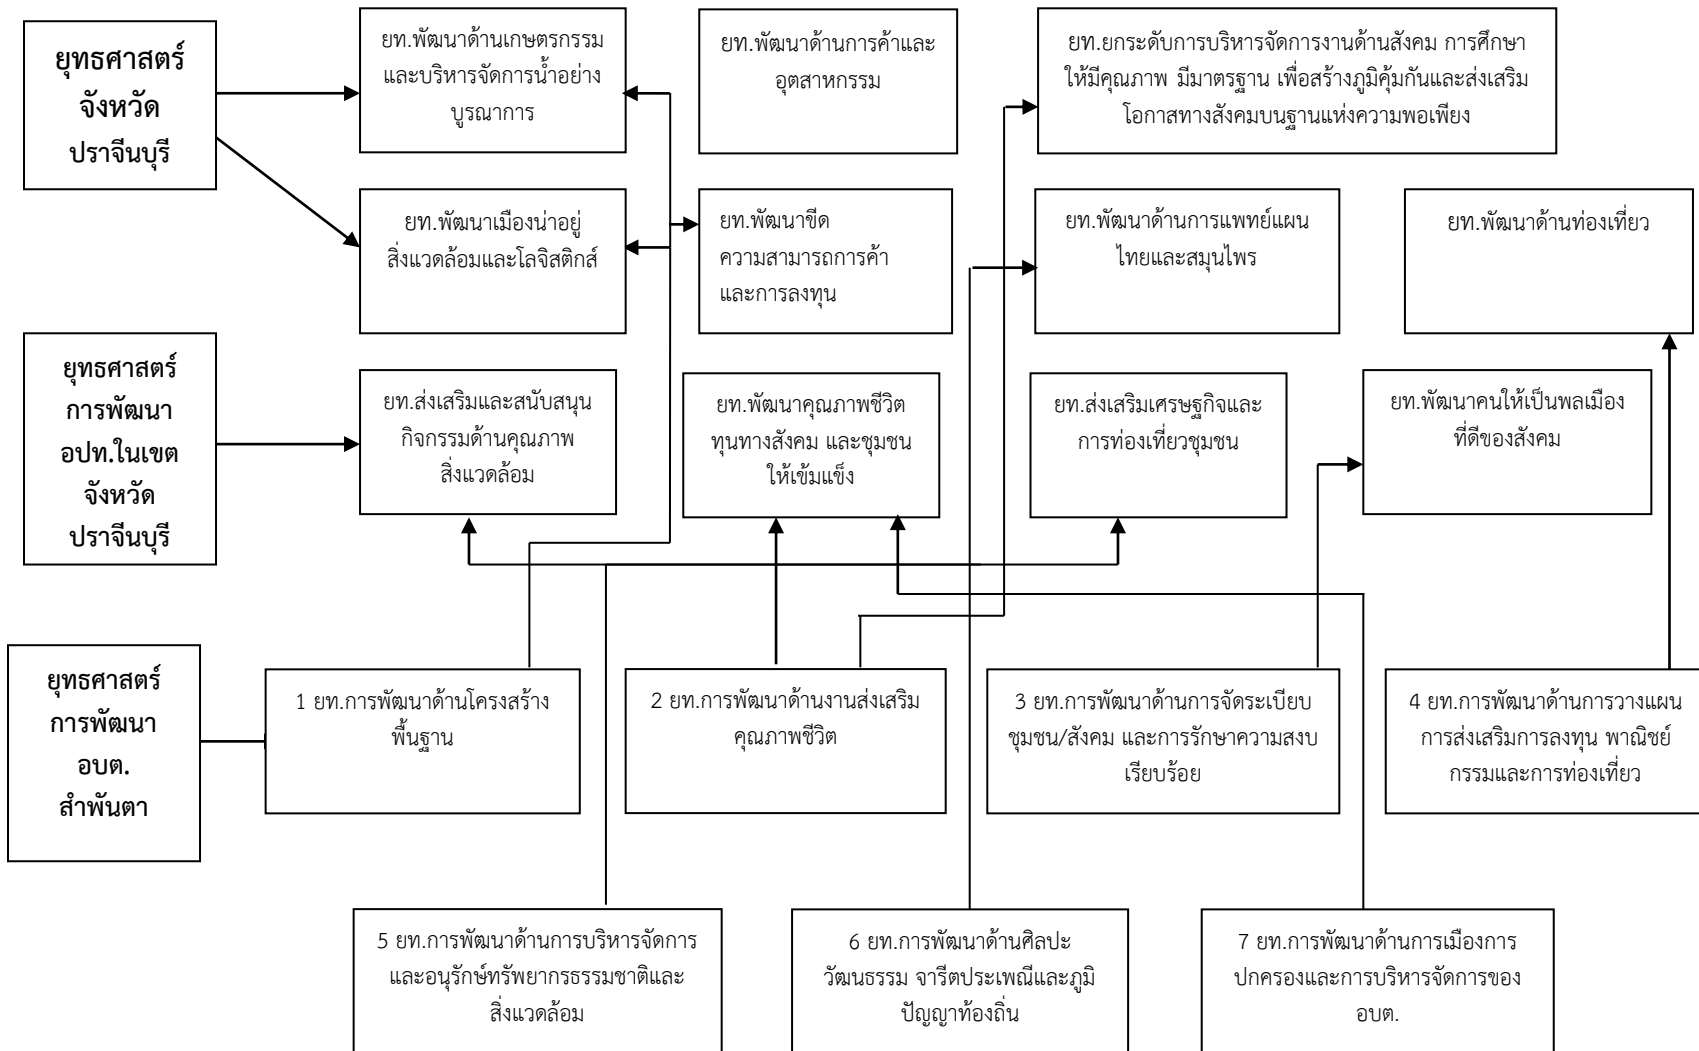 ยุทธศาสตร์
จังหวัด
ปราจีนบุรี
ยท.พัฒนาด้านเกษตรกรรม
และบริหารจัดการน้ำอย่าง
บูรณาการ
ยท.พัฒนาด้านการค้าและ
อุตสาหกรรม
ยท.ยกระดับการบริหารจัดการงานด้านสังคม การศึกษา
ให้มีคุณภาพ มีมาตรฐาน เพื่อสร้างภูมิคุ้มกันและส่งเสริม
โอกาสทางสังคมบนฐานแห่งความพอเพียง
ยท.พัฒนาเมืองน่าอยู่
สิ่งแวดล้อมและโลจิสติกส์
ยท.พัฒนาขีด
ความสามารถการค้า
และการลงทุน
ยท.พัฒนาด้านการแพทย์แผน
ไทยและสมุนไพร
ยท.พัฒนาด้านท่องเที่ยว
ยุทธศาสตร์
การพัฒนา
อปท.ในเขต
จังหวัด
ปราจีนบุรี
ยท.ส่งเสริมและสนับสนุน
กิจกรรมด้านคุณภาพ
สิ่งแวดล้อม
ยท.พัฒนาคุณภาพชีวิต
ทุนทางสังคม และชุมชน
ให้เข้มแข็ง
ยท.ส่งเสริมเศรษฐกิจและ
การท่องเที่ยวชุมชน
ยท.พัฒนาคนให้เป็นพลเมือง
ที่ดีของสังคม
ยุทธศาสตร์
การพัฒนา
อบต.
สำพันตา
1 ยท.การพัฒนาด้านโครงสร้าง
พื้นฐาน
2 ยท.การพัฒนาด้านงานส่งเสริม
คุณภาพชีวิต
3 ยท.การพัฒนาด้านการจัดระเบียบ
ชุมชน/สังคม และการรักษาความสงบ
เรียบร้อย
4 ยท.การพัฒนาด้านการวางแผน
การส่งเสริมการลงทุน พาณิชย์
กรรมและการท่องเที่ยว
5 ยท.การพัฒนาด้านการบริหารจัดการ
และอนุรักษ์ทรัพยากรธรรมชาติและ
สิ่งแวดล้อม
6 ยท.การพัฒนาด้านศิลปะ
วัฒนธรรม จารีตประเพณีและภูมิ
ปัญญาท้องถิ่น
7 ยท.การพัฒนาด้านการเมืองการ
ปกครองและการบริหารจัดการของ
อบต.